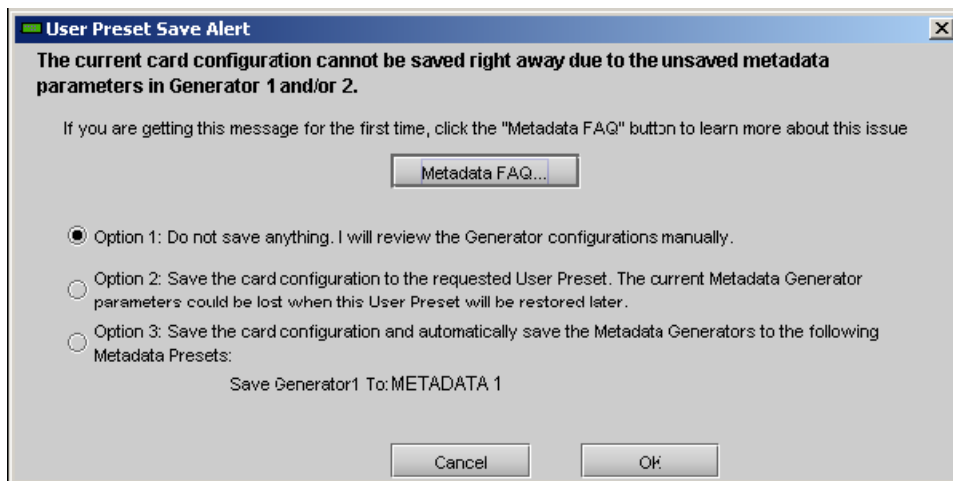 User Preset Save Alert
The current card configuration cannot be saved right away due to the unsaved metadata
parameters in Generator 1 and/or 2.
If you are getting this message for the first time, click the "Metadata FAQ" button to learn more about this issue
Metadata FAQ...
Option 1: Do not save anything. I will review the Generator configurations manually.
Option 2: Save the card configuration to the requested User Preset. The current Metadata Generator
parameters could be lost when this User Preset will be restored later.
Option 3: Save the card configuration and automatically save the Metadata Generators to the following
Metadata Presets:
Save Generator1 To: METADATA 1
Cancel
OK